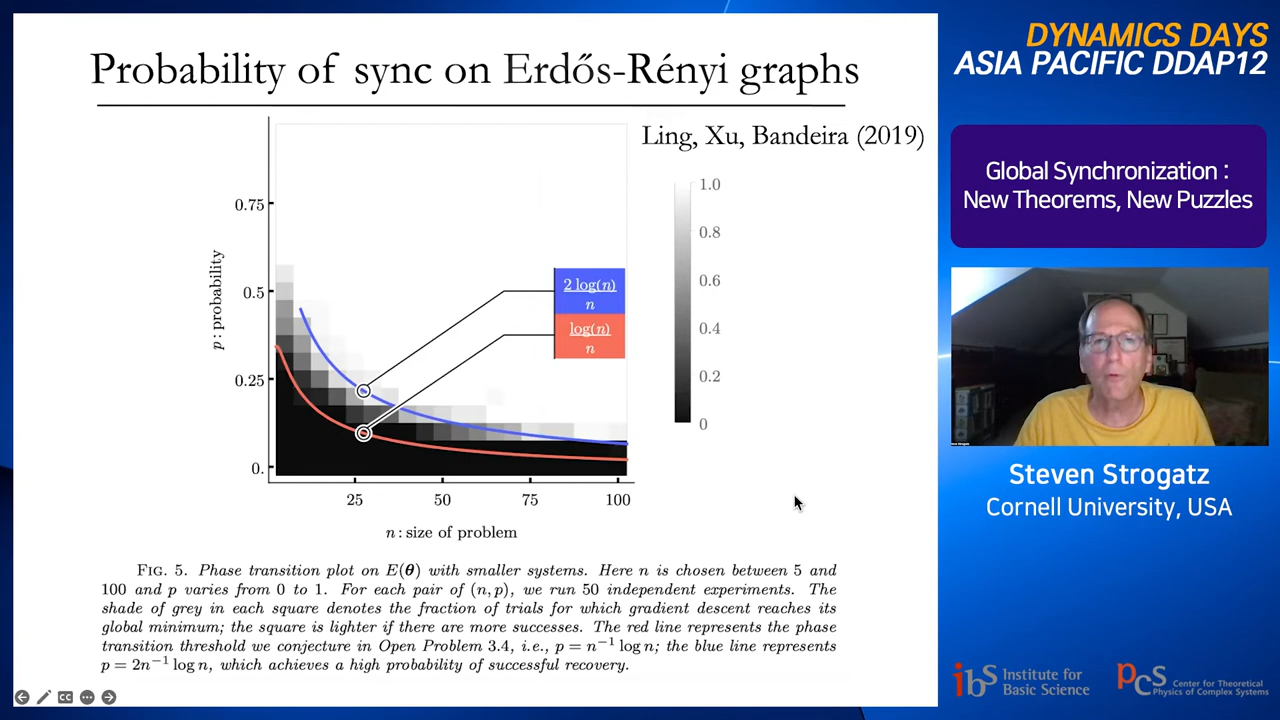 Probability of sync on Erdős-Rényi graphs
Ling, Xu, Bandeira (2019)
p : probability
0.75
0.5
0.25
0.
25
50
75
100
n : size of problem
2 log(n)
n
log(n)
n
1.0
0.8
0.6
0.4
0.2
0
FIG. 5. Phase transition plot on E(θ) with smaller systems. Here n is chosen between 5 and
100 and p varies from 0 to 1. For each pair of (n, p), we run 50 independent experiments. The
shade of grey in each square denotes the fraction of trials for which gradient descent reaches its
global minimum; the square is lighter if there are more successes. The red line represents the phase
transition threshold we conjecture in Open Problem 3.4, i.e., p = n⁻¹ log n; the blue line represents
p = 2n⁻¹ log n, which achieves a high probability of successful recovery.
DYNAMICS DAYS
ASIA PACIFIC DDAP12
Global Synchronization :
New Theorems, New Puzzles
Steven Strogatz
Cornell University, USA
ibs Institute for
Basic Science
pcs Center for Theoretical
Physics of Complex Systems